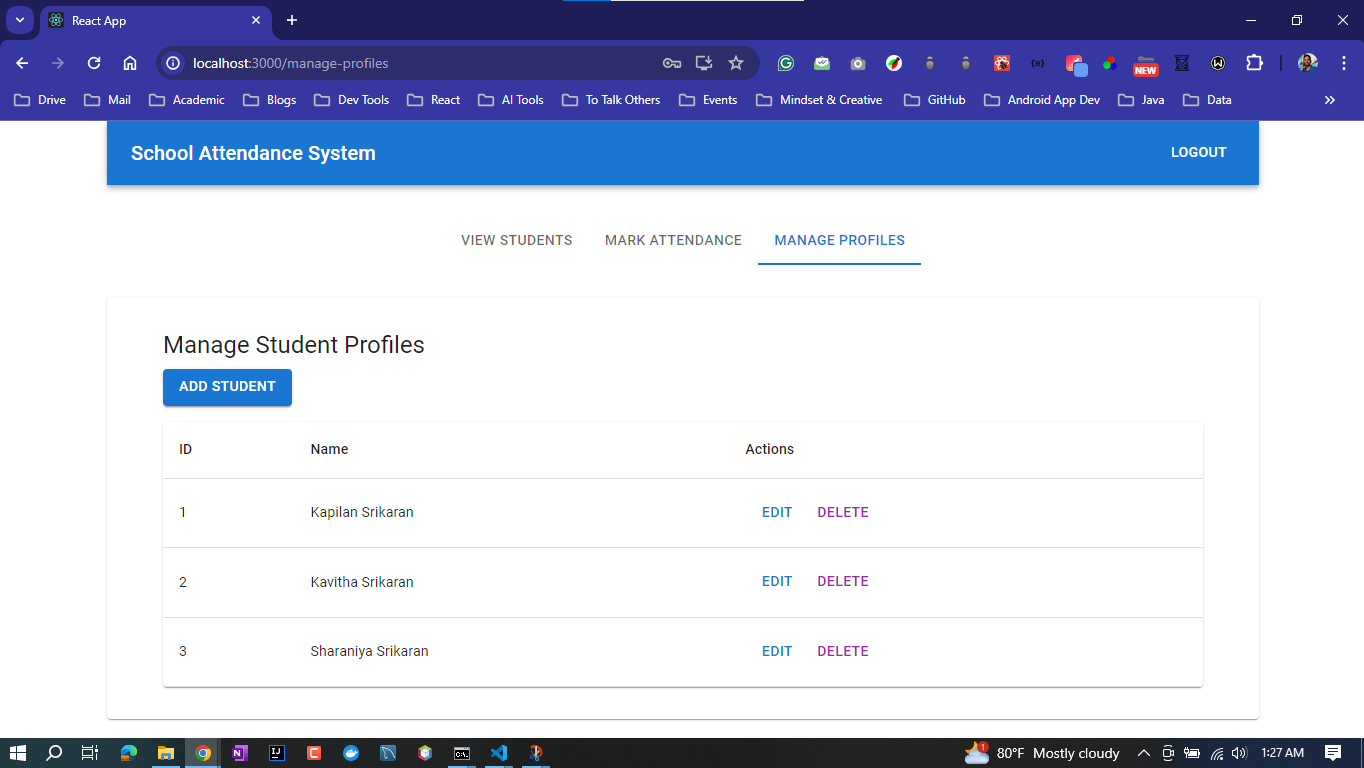 React App
localhost:3000/manage-profiles
NEW
Drive Mail Academic Blogs Dev Tools React AI Tools To Talk Others Events Mindset & Creative GitHub Android App Dev Java Data
School Attendance System LOGOUT
VIEW STUDENTS MARK ATTENDANCE MANAGE PROFILES
Manage Student Profiles
ADD STUDENT
ID Name Actions
1 Kapilan Srikaran EDIT DELETE
2 Kavitha Srikaran EDIT DELETE
3 Sharaniya Srikaran EDIT DELETE
1 80°F Mostly cloudy 1:27 AM